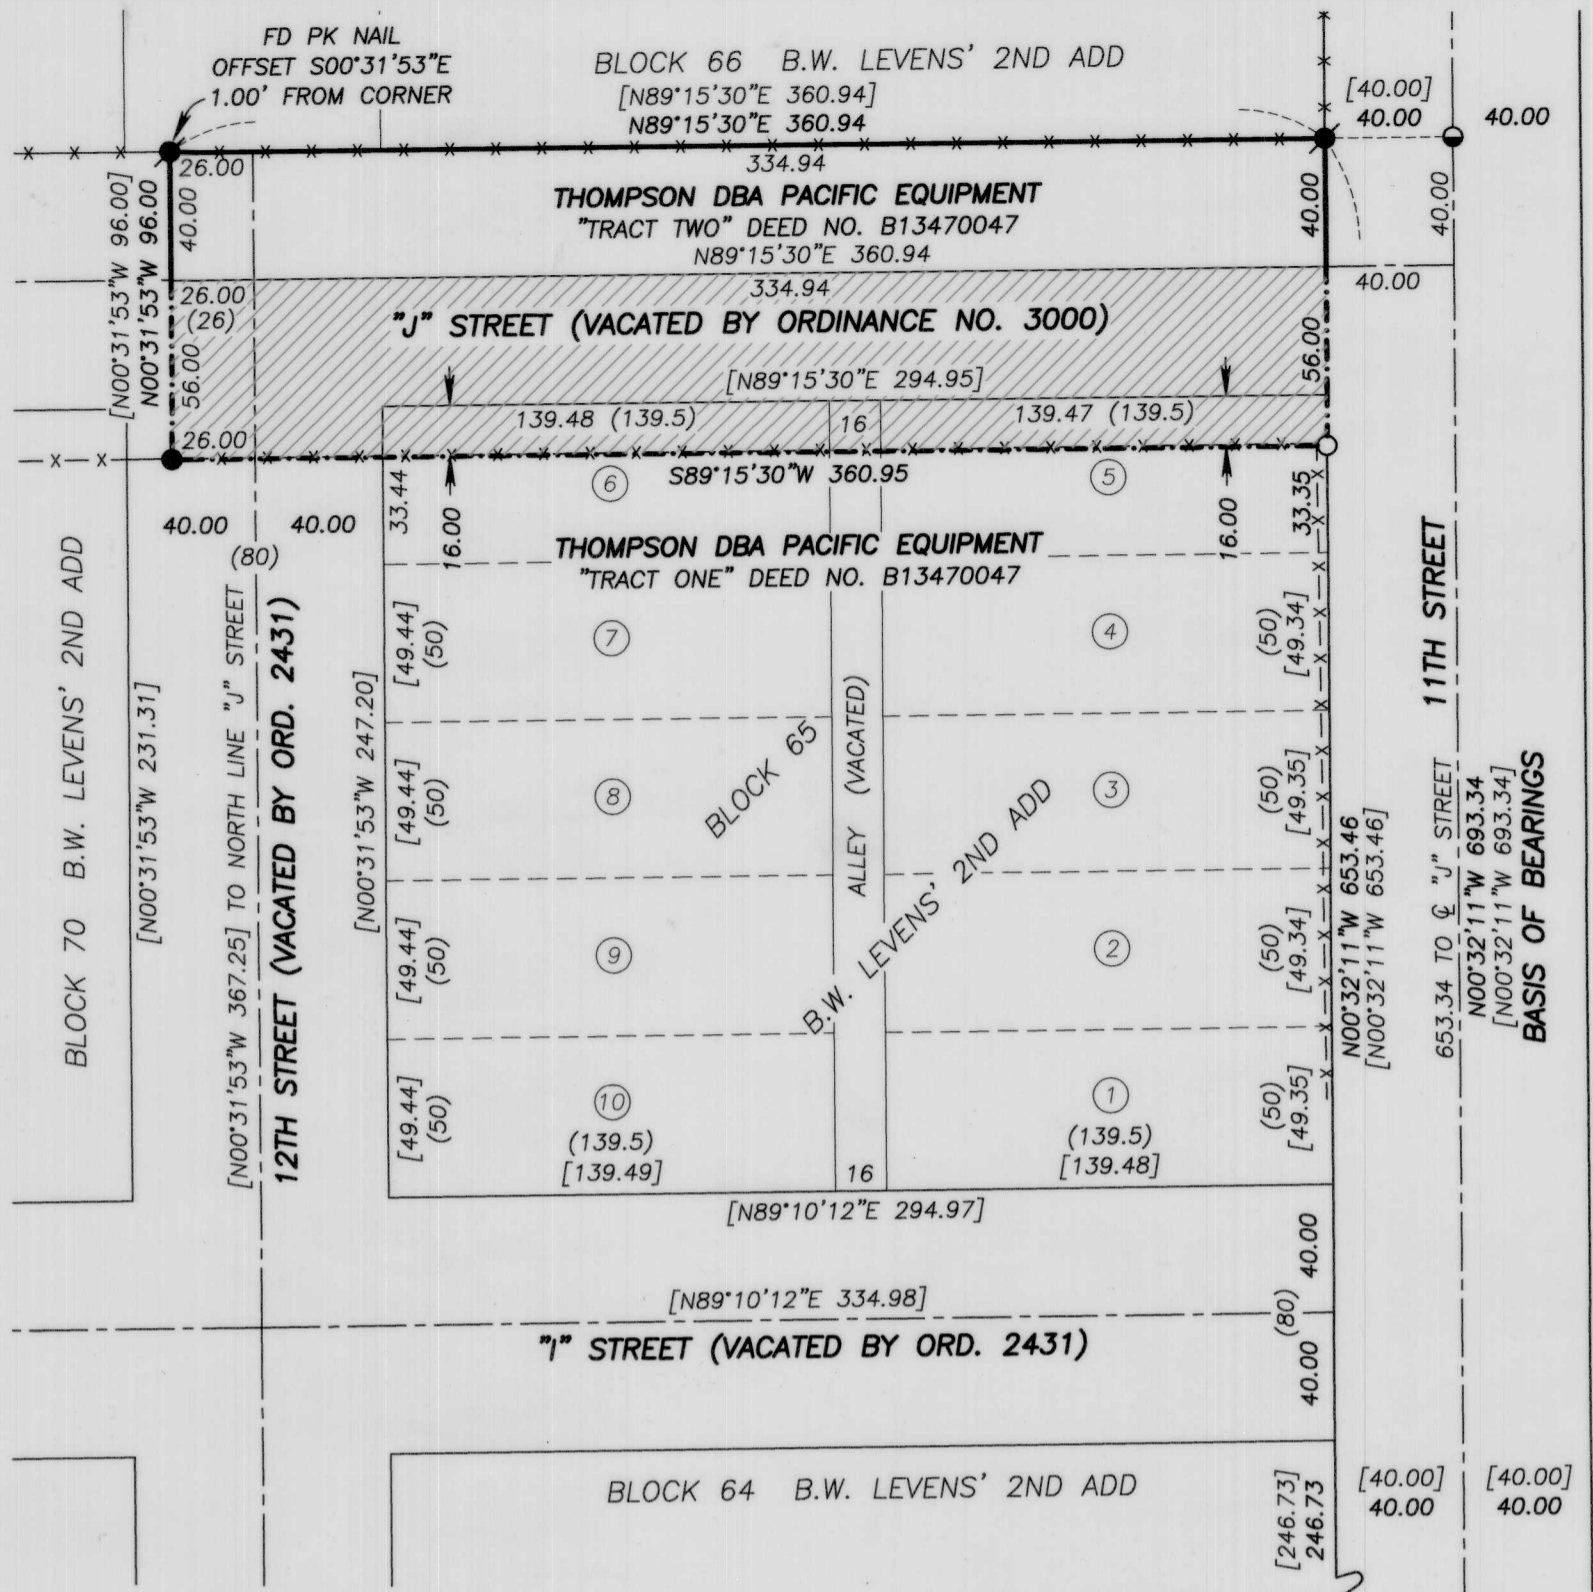 FD PK NAIL
OFFSET S00°31'53"E
1.00' FROM CORNER
BLOCK 66 B.W. LEVENS' 2ND ADD
[N89°15'30"E 360.94]
N89°15'30"E 360.94
[40.00]
40.00
40.00
26.00
334.94
[N00°31'53"W 96.00]
N00°31'53"W 96.00
40.00
THOMPSON DBA PACIFIC EQUIPMENT
"TRACT TWO" DEED NO. B13470047
N89°15'30"E 360.94
40.00
40.00
26.00
(26)
334.94
40.00
"J" STREET (VACATED BY ORDINANCE NO. 3000)
56.00
56.00
[N89°15'30"E 294.95]
139.48 (139.5)
16
139.47 (139.5)
26.00
S89°15'30"W 360.95
6
5
33.44
16.00
16.00
33.35
40.00
40.00
(80)
THOMPSON DBA PACIFIC EQUIPMENT
"TRACT ONE" DEED NO. B13470047
BLOCK 70 B.W. LEVENS' 2ND ADD
[N00°31'53"W 231.31]
[N00°31'53"W 367.25] TO NORTH LINE "J" STREET
12TH STREET (VACATED BY ORD. 2431)
[N00°31'53"W 247.20]
[49.44]
(50)
7
4
(50)
[49.34]
[49.44]
(50)
8
3
(50)
[49.35]
[49.44]
(50)
9
2
(50)
[49.34]
[49.44]
(50)
10
(139.5)
[139.49]
1
(139.5)
[139.48]
(50)
[49.35]
BLOCK 65
B.W. LEVENS' 2ND ADD
ALLEY (VACATED)
16
N00°32'11"W 653.46
[N00°32'11"W 653.46]
11TH STREET
653.34 TO ℄ "J" STREET
N00°32'11"W 693.34
[N00°32'11"W 693.34]
BASIS OF BEARINGS
[N89°10'12"E 294.97]
40.00
[N89°10'12"E 334.98]
(80)
"I" STREET (VACATED BY ORD. 2431)
40.00
BLOCK 64 B.W. LEVENS' 2ND ADD
[246.73]
246.73
[40.00]
40.00
[40.00]
40.00